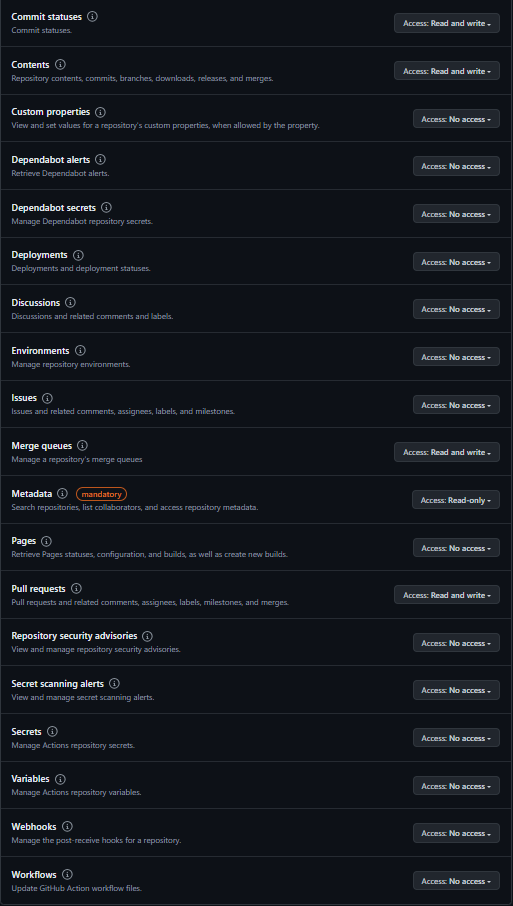 Commit statuses
Commit statuses.
Access: Read and write
Contents
Repository contents, commits, branches, downloads, releases, and merges.
Access: Read and write
Custom properties
View and set values for a repository's custom properties, when allowed by the property.
Access: No access
Dependabot alerts
Retrieve Dependabot alerts.
Access: No access
Dependabot secrets
Manage Dependabot repository secrets.
Access: No access
Deployments
Deployments and deployment statuses.
Access: No access
Discussions
Discussions and related comments and labels.
Access: No access
Environments
Manage repository environments.
Access: No access
Issues
Issues and related comments, assignees, labels, and milestones.
Access: No access
Merge queues
Manage a repository's merge queues
Access: Read and write
Metadata mandatory
Search repositories, list collaborators, and access repository metadata.
Access: Read-only
Pages
Retrieve Pages statuses, configuration, and builds, as well as create new builds.
Access: No access
Pull requests
Pull requests and related comments, assignees, labels, milestones, and merges.
Access: Read and write
Repository security advisories
View and manage repository security advisories.
Access: No access
Secret scanning alerts
View and manage secret scanning alerts.
Access: No access
Secrets
Manage Actions repository secrets.
Access: No access
Variables
Manage Actions repository variables.
Access: No access
Webhooks
Manage the post-receive hooks for a repository.
Access: No access
Workflows
Update GitHub Action workflow files.
Access: No access